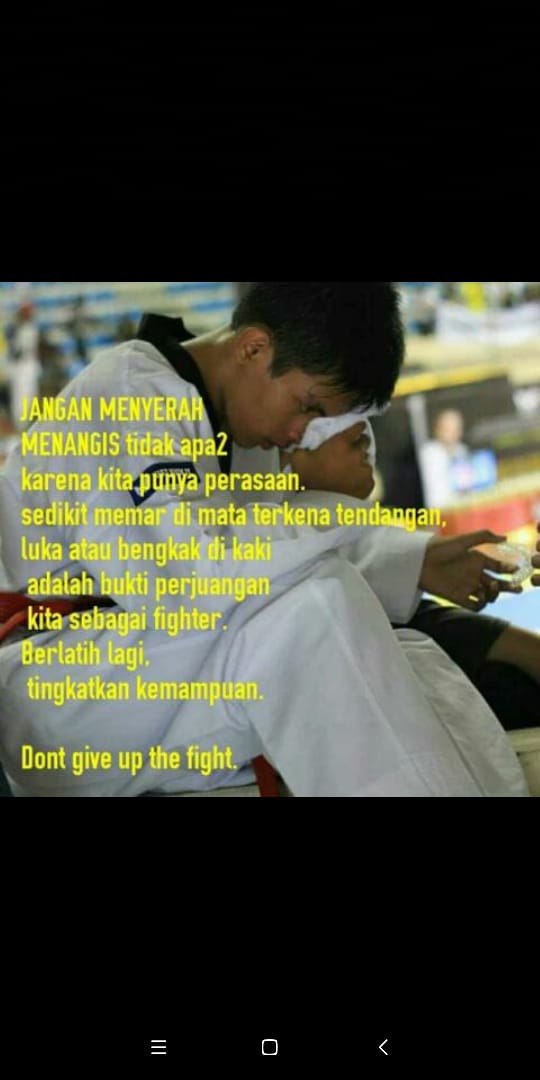 JANGAN MENYERAH
MENANGIS tidak apa2
karena kita punya perasaan.
sedikit memar di mata terkena tendangan,
luka atau bengkak di kaki
adalah bukti perjuangan
kita sebagai fighter.
Berlatih lagi,
tingkatkan kemampuan.
Dont give up the fight.